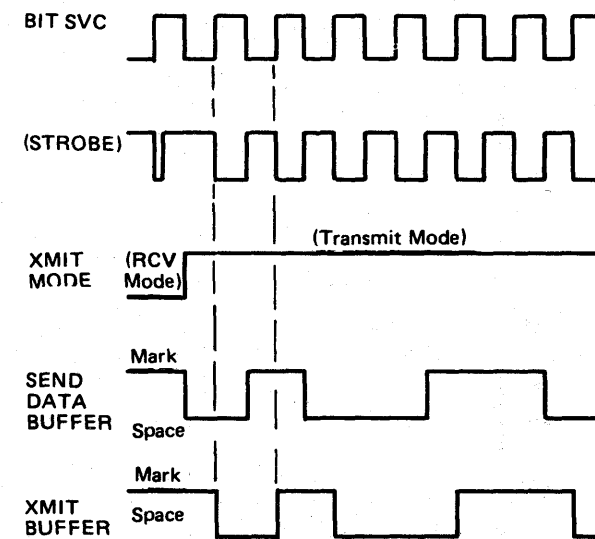 BIT SVC
(STROBE)
(Transmit Mode)
XMIT
MODE
(RCV
Mode)
Mark
SEND
DATA
BUFFER
Space
Mark
XMIT
BUFFER
Space